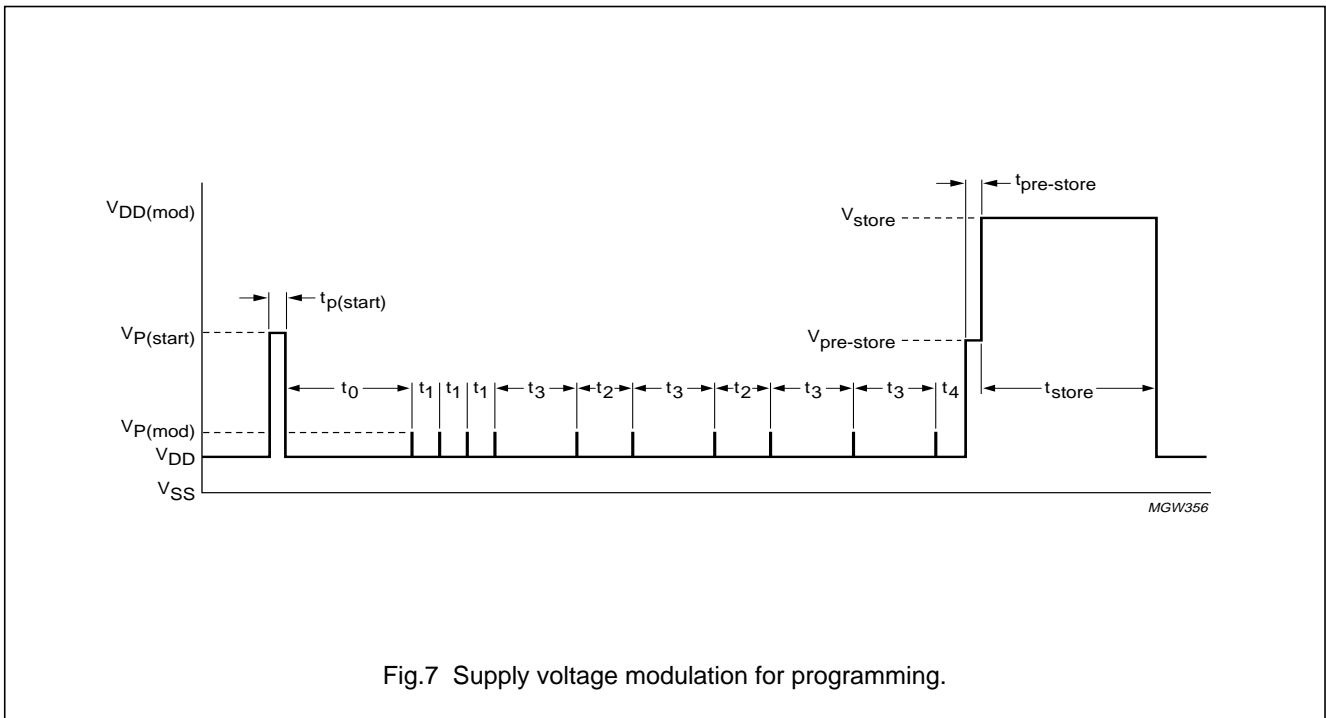 VDD(mod)
tpre-store
Vstore
tp(start)
VP(start)
Vpre-store
t0 t1 t1 t1 t3 t2 t3 t2 t3 t3 t4 tstore
VP(mod)
VDD
VSS
MGW356
Fig.7 Supply voltage modulation for programming.